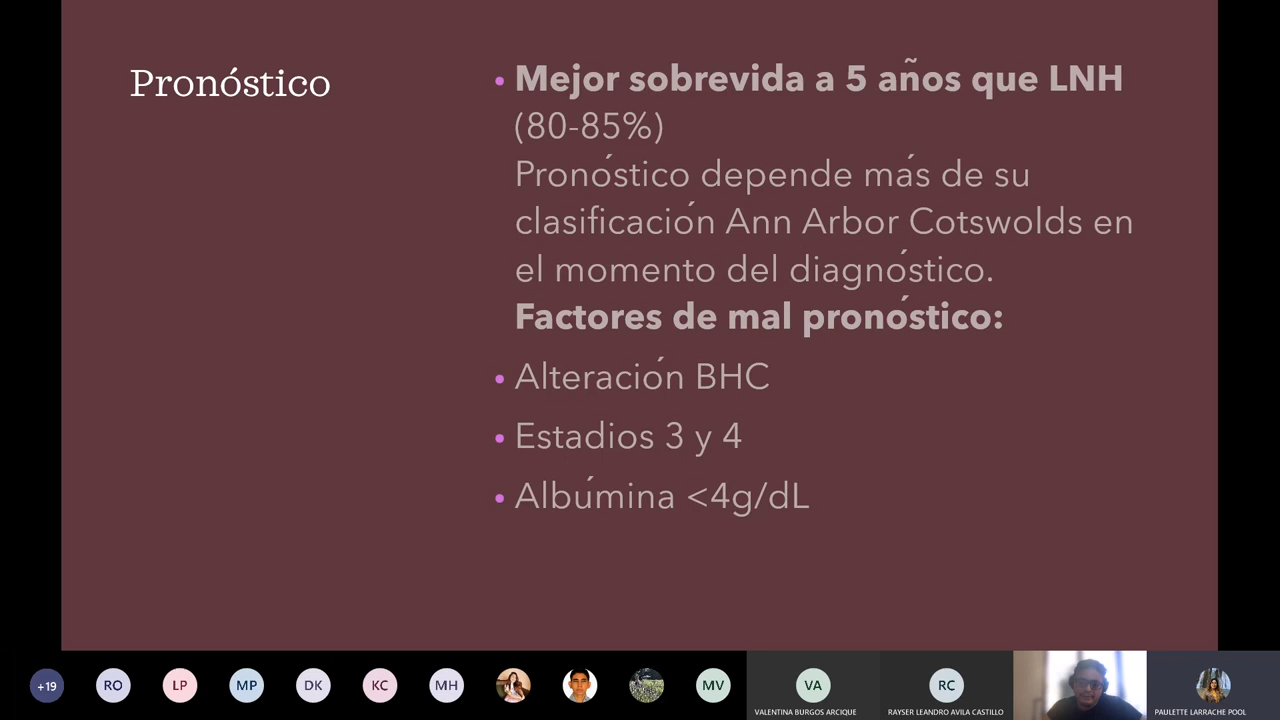 Pronóstico
• Mejor sobrevida a 5 años que LNH
(80-85%)
Pronóstico depende más de su
clasificación Ann Arbor Cotswolds en
el momento del diagnóstico.
Factores de mal pronóstico:
• Alteración BHC
• Estadios 3 y 4
• Albúmina <4g/dL
+19
RO
LP
MP
DK
KC
MH
MV
VA
RC
VALENTINA BURGOS ARCIQUE
RAYSER LEANDRO AVILA CASTILLO
PAULETTE LARRACHE POOL